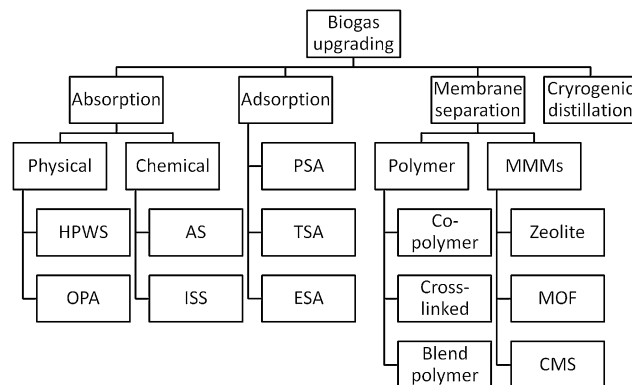 Biogas
upgrading
Absorption
Adsorption
Membrane
separation
Cryrogenic
distillation
Physical
Chemical
PSA
Polymer
MMMs
HPWS
AS
TSA
Co-
polymer
Zeolite
OPA
ISS
ESA
Cross-
linked
MOF
Blend
polymer
CMS